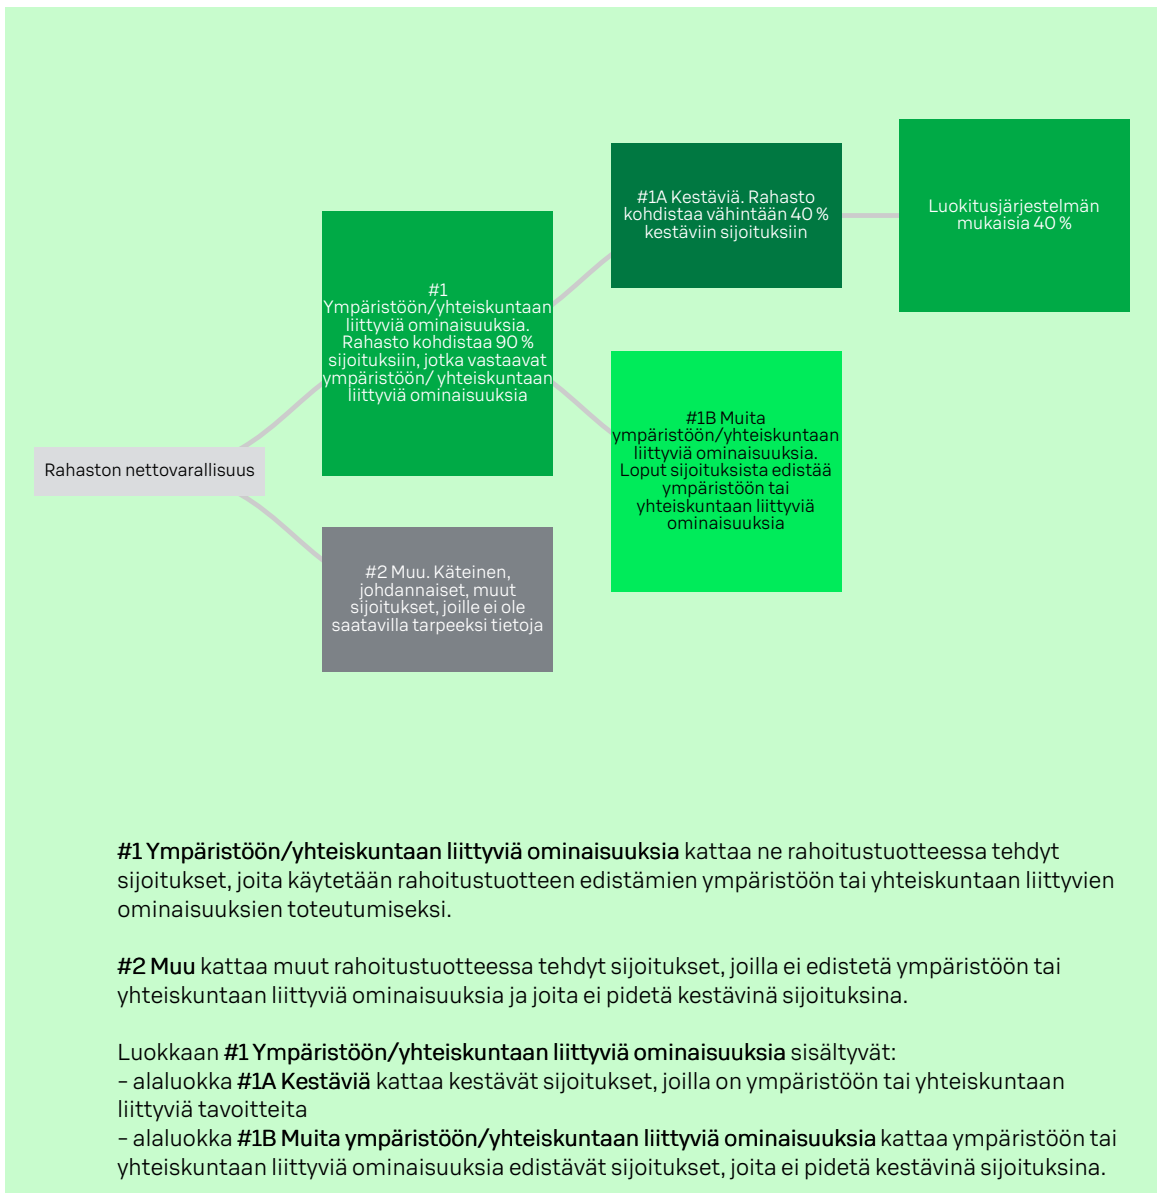 Rahaston nettovarallisuus
#1
Ympäristöön/yhteiskuntaan
liittyviä ominaisuuksia.
Rahasto kohdistaa 90 %
sijoituksiin, jotka vastaavat
ympäristöön/ yhteiskuntaan
liittyviä ominaisuuksia
#2 Muu. Käteinen,
johdannaiset, muut
sijoitukset, joille ei ole
saatavilla tarpeeksi tietoja
#1A Kestäviä. Rahasto
kohdistaa vähintään 40 %
kestäviin sijoituksiin
#1B Muita
ympäristöön/yhteiskuntaan
liittyviä ominaisuuksia.
Loput sijoituksista edistää
ympäristöön tai
yhteiskuntaan liittyviä
ominaisuuksia
Luokitusjärjestelmän
mukaisia 40 %
#1 Ympäristöön/yhteiskuntaan liittyviä ominaisuuksia kattaa ne rahoitustuotteessa tehdyt
sijoitukset, joita käytetään rahoitustuotteen edistämien ympäristöön tai yhteiskuntaan liittyvien
ominaisuuksien toteutumiseksi.
#2 Muu kattaa muut rahoitustuotteessa tehdyt sijoitukset, joilla ei edistetä ympäristöön tai
yhteiskuntaan liittyviä ominaisuuksia ja joita ei pidetä kestävinä sijoituksina.
Luokkaan #1 Ympäristöön/yhteiskuntaan liittyviä ominaisuuksia sisältyvät:
- alaluokka #1A Kestäviä kattaa kestävät sijoitukset, joilla on ympäristöön tai yhteiskuntaan
liittyviä tavoitteita
- alaluokka #1B Muita ympäristöön/yhteiskuntaan liittyviä ominaisuuksia kattaa ympäristöön tai
yhteiskuntaan liittyviä ominaisuuksia edistävät sijoitukset, joita ei pidetä kestävinä sijoituksina.